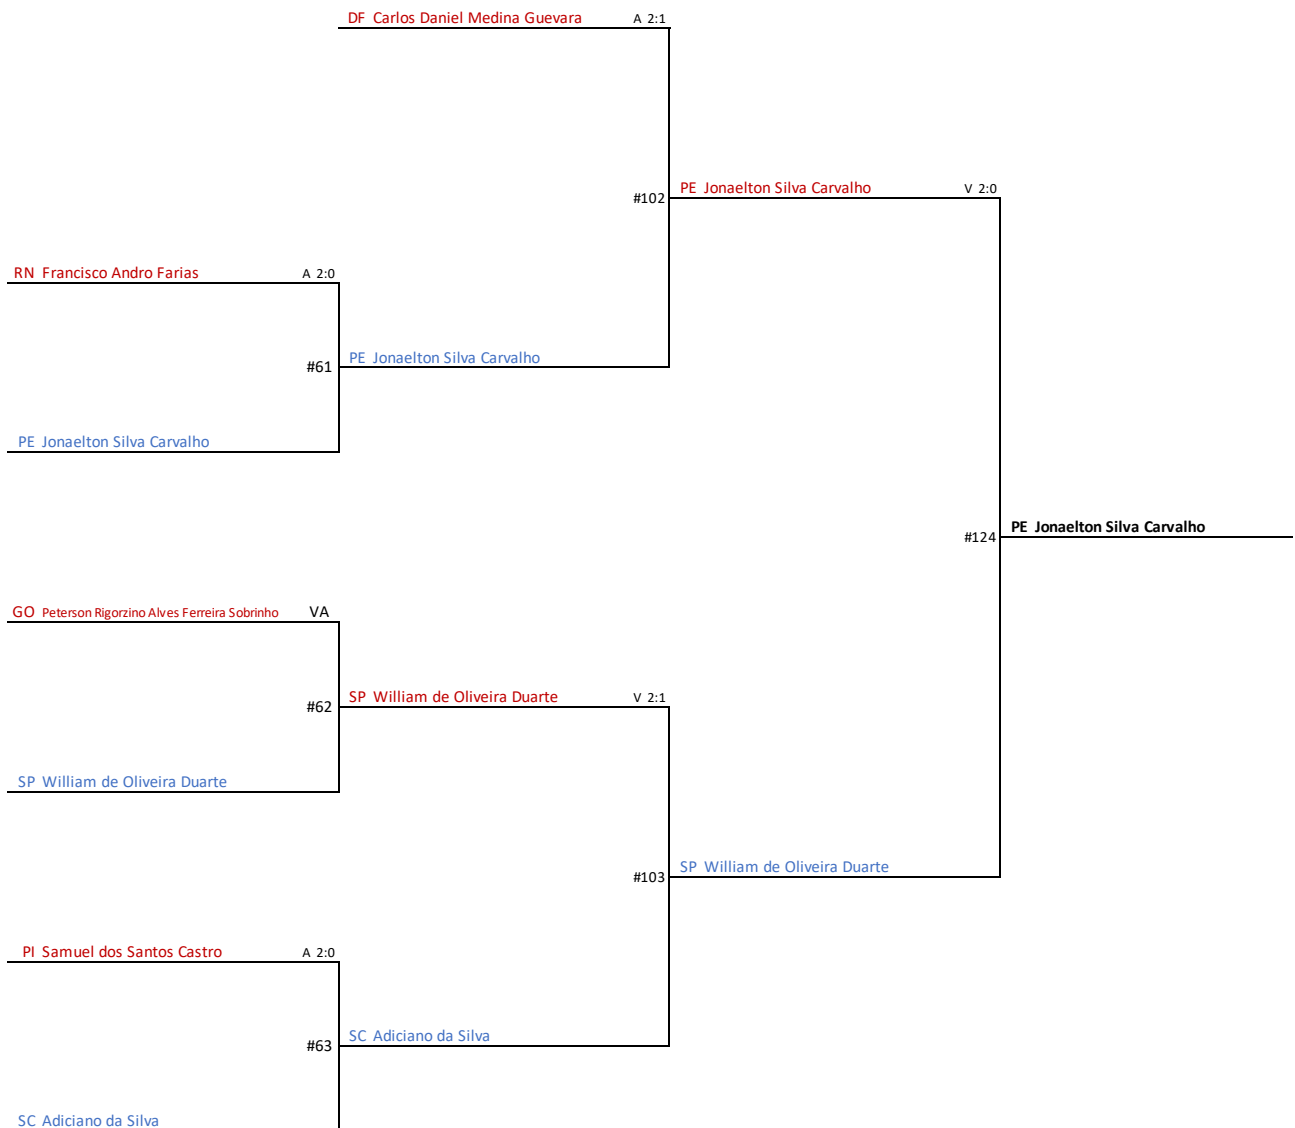 DF Carlos Daniel Medina Guevara A 2:1
#102 PE Jonaelton Silva Carvalho V 2:0
RN Francisco Andro Farias A 2:0
#61 PE Jonaelton Silva Carvalho
PE Jonaelton Silva Carvalho
#124 PE Jonaelton Silva Carvalho
GO Peterson Rigorzino Alves Ferreira Sobrinho VA
#62 SP William de Oliveira Duarte V 2:1
SP William de Oliveira Duarte
#103 SP William de Oliveira Duarte
PI Samuel dos Santos Castro A 2:0
#63 SC Adiciano da Silva
SC Adiciano da Silva